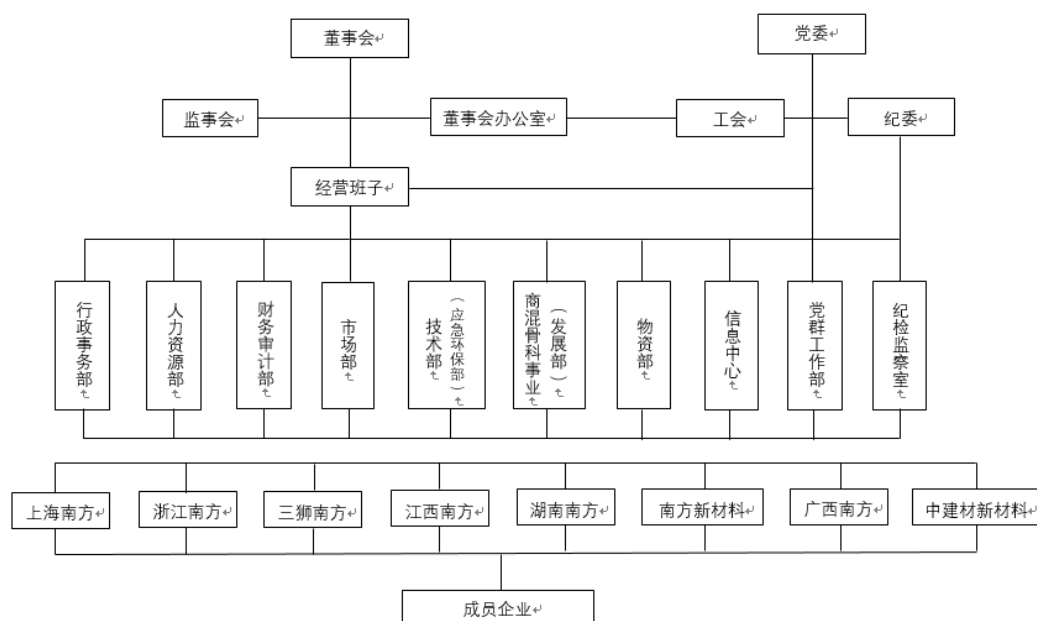 董事会
党委
监事会
董事会办公室
工会
纪委
经营班子
行政事务部
人力资源部
财务审计部
市场部
技术部
（应急环保部）
商混骨科事业
（发展部）
物资部
信息中心
党群工作部
纪检监察室
上海南方
浙江南方
三狮南方
江西南方
湖南南方
南方新材料
广西南方
中建材新材料
成员企业